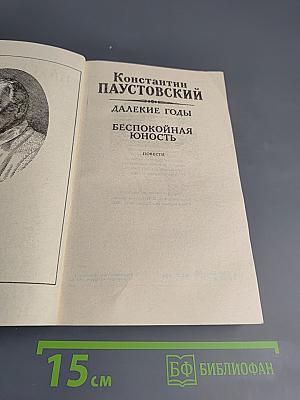 Константин
ПАУСТОВСКИЙ
ДАЛЕКИЕ ГОДЫ
БЕСПОКОЙНАЯ
ЮНОСТЬ
ПОВЕСТИ
15 см
БФ БИБЛИОФАН